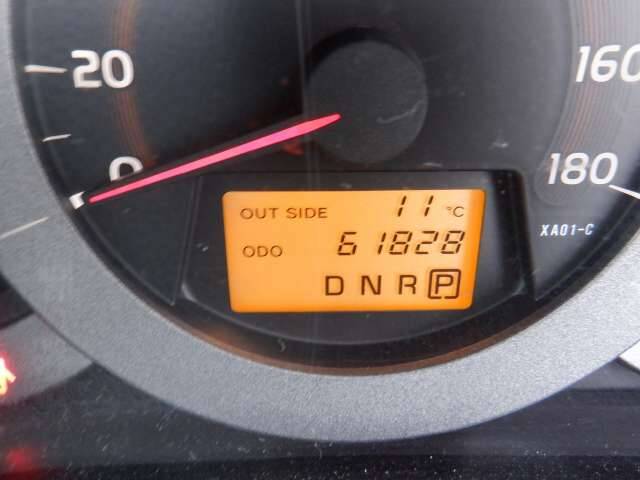 20
160
0
180
OUT SIDE 11 °C
XA01-C
ODO 61828
D N R P